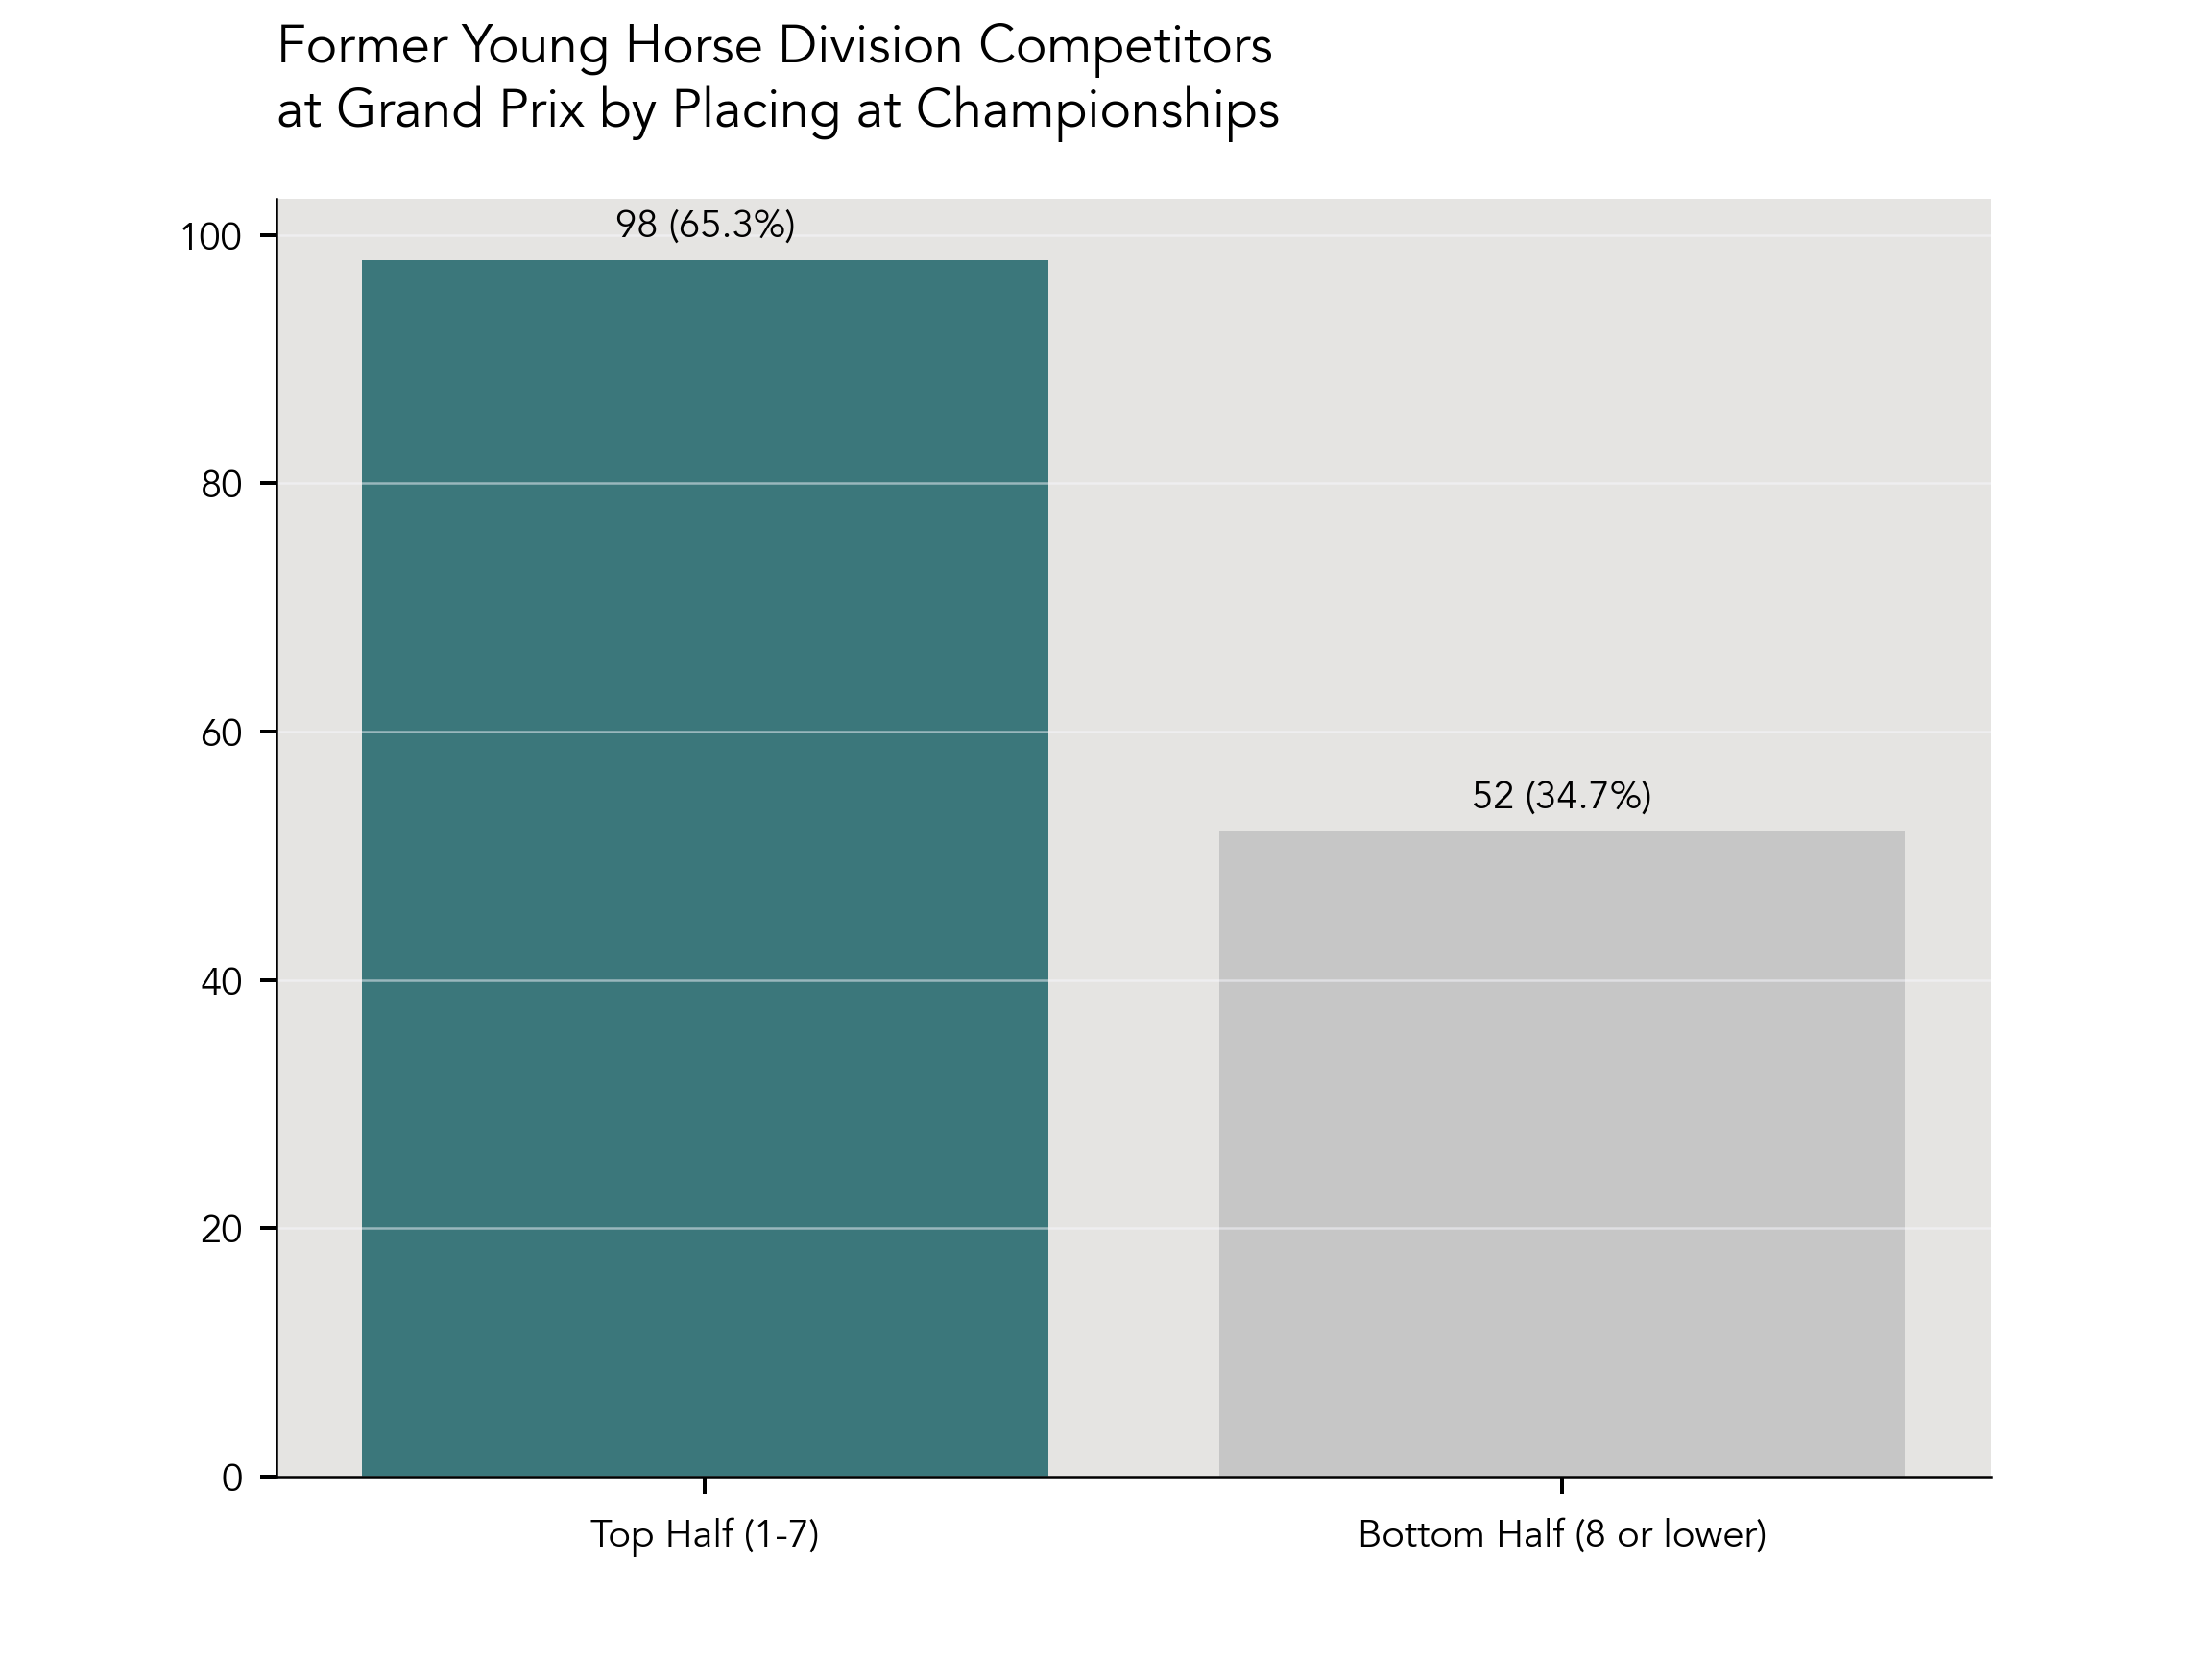 Former Young Horse Division Competitors
at Grand Prix by Placing at Championships
100
98 (65.3%)
80
60
52 (34.7%)
40
20
0
Top Half (1-7)
Bottom Half (8 or lower)